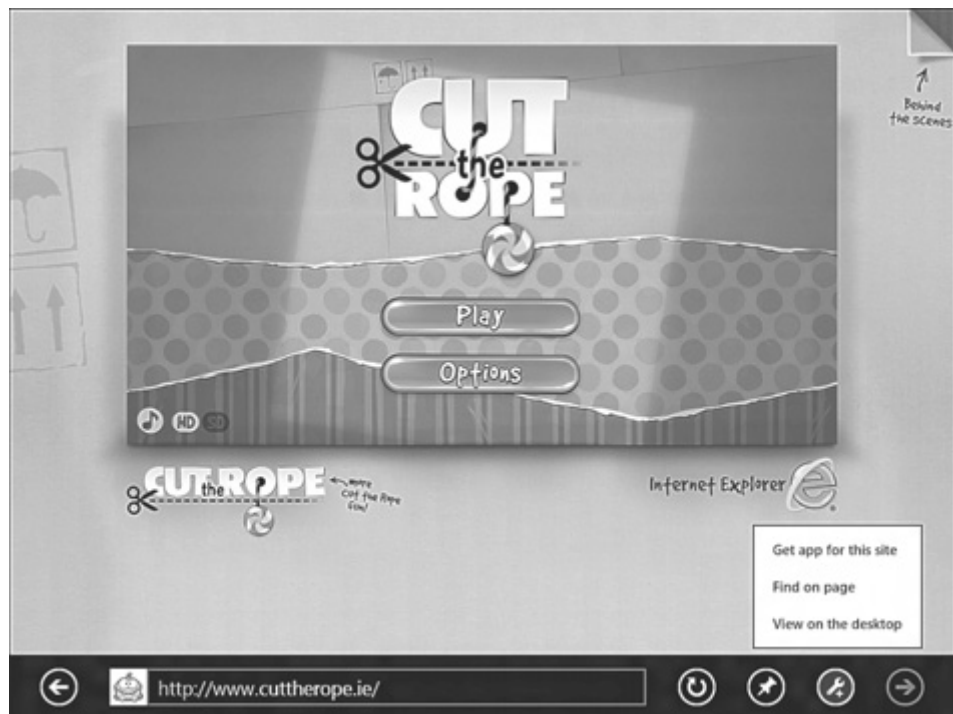 CUT
the
ROPE
Behind
the scenes
Play
Options
HD SD
CUT the ROPE
more
cut the Rope
fun!
Internet Explorer
Get app for this site
Find on page
View on the desktop
http://www.cuttherope.ie/